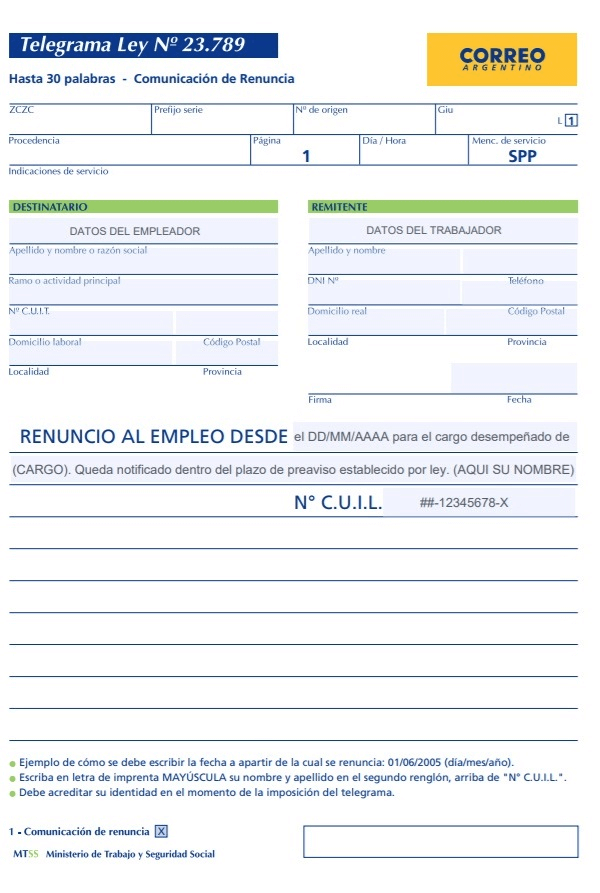 Telegrama Ley Nº 23.789
CORREO
ARGENTINO
Hasta 30 palabras - Comunicación de Renuncia
ZCZC Prefijo serie Nº de origen Giu
L 1
Procedencia Página Día / Hora Menc. de servicio
1 SPP
Indicaciones de servicio
DESTINATARIO REMITENTE
DATOS DEL EMPLEADOR DATOS DEL TRABAJADOR
Apellido y nombre o razón social Apellido y nombre
Ramo o actividad principal DNI Nº Teléfono
Nº C.U.I.T. Domicilio real Código Postal
Domicilio laboral Código Postal Localidad Provincia
Localidad Provincia
Firma Fecha
RENUNCIO AL EMPLEO DESDE el DD/MM/AAAA para el cargo desempeñado de
(CARGO). Queda notificado dentro del plazo de preaviso establecido por ley. (AQUI SU NOMBRE)
N° C.U.I.L. ##-12345678-X
Ejemplo de cómo se debe escribir la fecha a apartir de la cual se renuncia: 01/06/2005 (día/mes/año).
Escriba en letra de imprenta MAYÚSCULA su nombre y apellido en el segundo renglón, arriba de "N° C.U.I.L.".
Debe acreditar su identidad en el momento de la imposición del telegrama.
1 - Comunicación de renuncia X
MTSS Ministerio de Trabajo y Seguridad Social